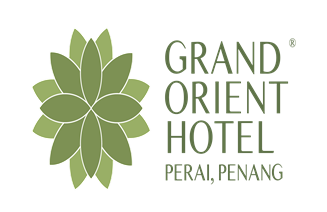 GRAND ®
ORIENT
HOTEL
PERAI, PENANG